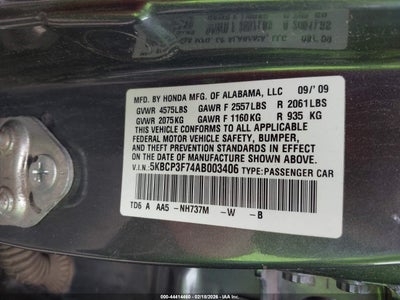 MFD. BY HONDA MFG. OF ALABAMA, LLC 09/'09
GVWR 4575LBS GAWR F 2557LBS R 2061LBS
GVWR 2075KG GAWR F 1160KG R 935 KG
THIS VEHICLE CONFORMS TO ALL APPLICABLE
FEDERAL MOTOR VEHICLE SAFETY, BUMPER,
AND THEFT PREVENTION STANDARDS IN EFFECT
ON THE DATE OF MANUFACTURE SHOWN ABOVE.
V.I.N.: 5KBCP3F74AB003406 TYPE: PASSENGER CAR
TD6 A AA5 -NH737M -W -B
000-44414460 - 02/18/2026 - IAA Inc.